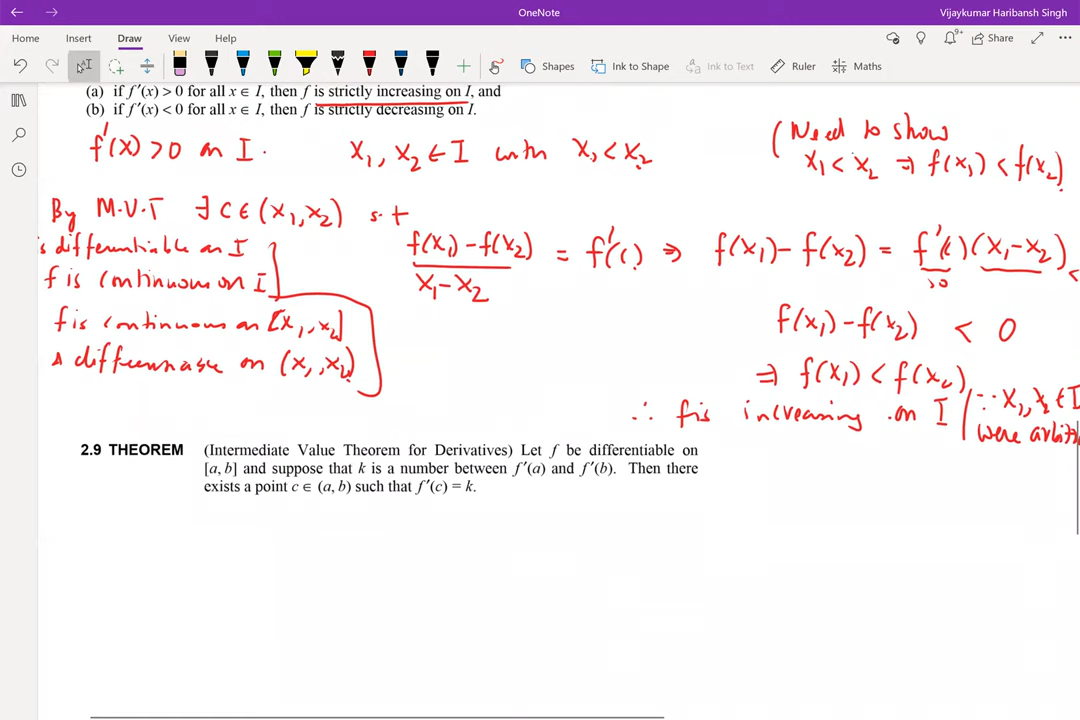 OneNote
Vijaykumar Haribansh Singh
Home Insert Draw View Help
9+
Share
Shapes Ink to Shape Ink to Text Ruler Maths
(a) if f′(x) > 0 for all x ∈ I, then f is strictly increasing on I, and
(b) if f′(x) < 0 for all x ∈ I, then f is strictly decreasing on I.
f′(x) > 0 on I. x₁, x₂ ∈ I with x₁ < x₂
(Need to show
x₁ < x₂ ⇒ f(x₁) < f(x₂)
By M.V.T ∃ c ∈ (x₁, x₂) s.t
f(x₁) – f(x₂) / x₁ – x₂ = f′(c) ⇒ f(x₁) – f(x₂) = f′(c) (x₁ – x₂)
>0 <
s differentiable on I
f is continuous on I
f is continuous on [x₁, x₂]
on (x₁, x₂)
f(x₁) – f(x₂) < 0
⇒ f(x₁) < f(x₂)
∴ f is increasing on I
∵ x₁, x₂ ∈ I
were
2.9 THEOREM (Intermediate Value Theorem for Derivatives) Let f be differentiable on
[a, b] and suppose that k is a number between f′(a) and f′(b). Then there
exists a point c ∈ (a, b) such that f′(c) = k.